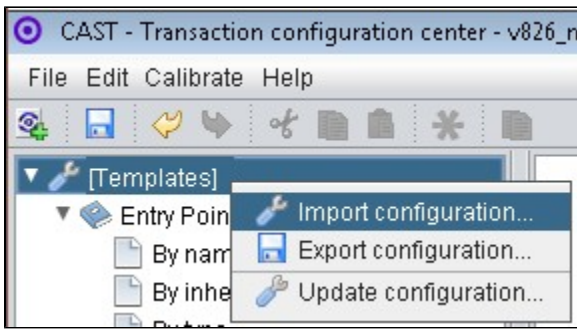 CAST - Transaction configuration center - v826_
File Edit Calibrate Help
[Templates]
Import configuration...
Entry Poin
Export configuration...
By nam
By inhe
Update configuration...